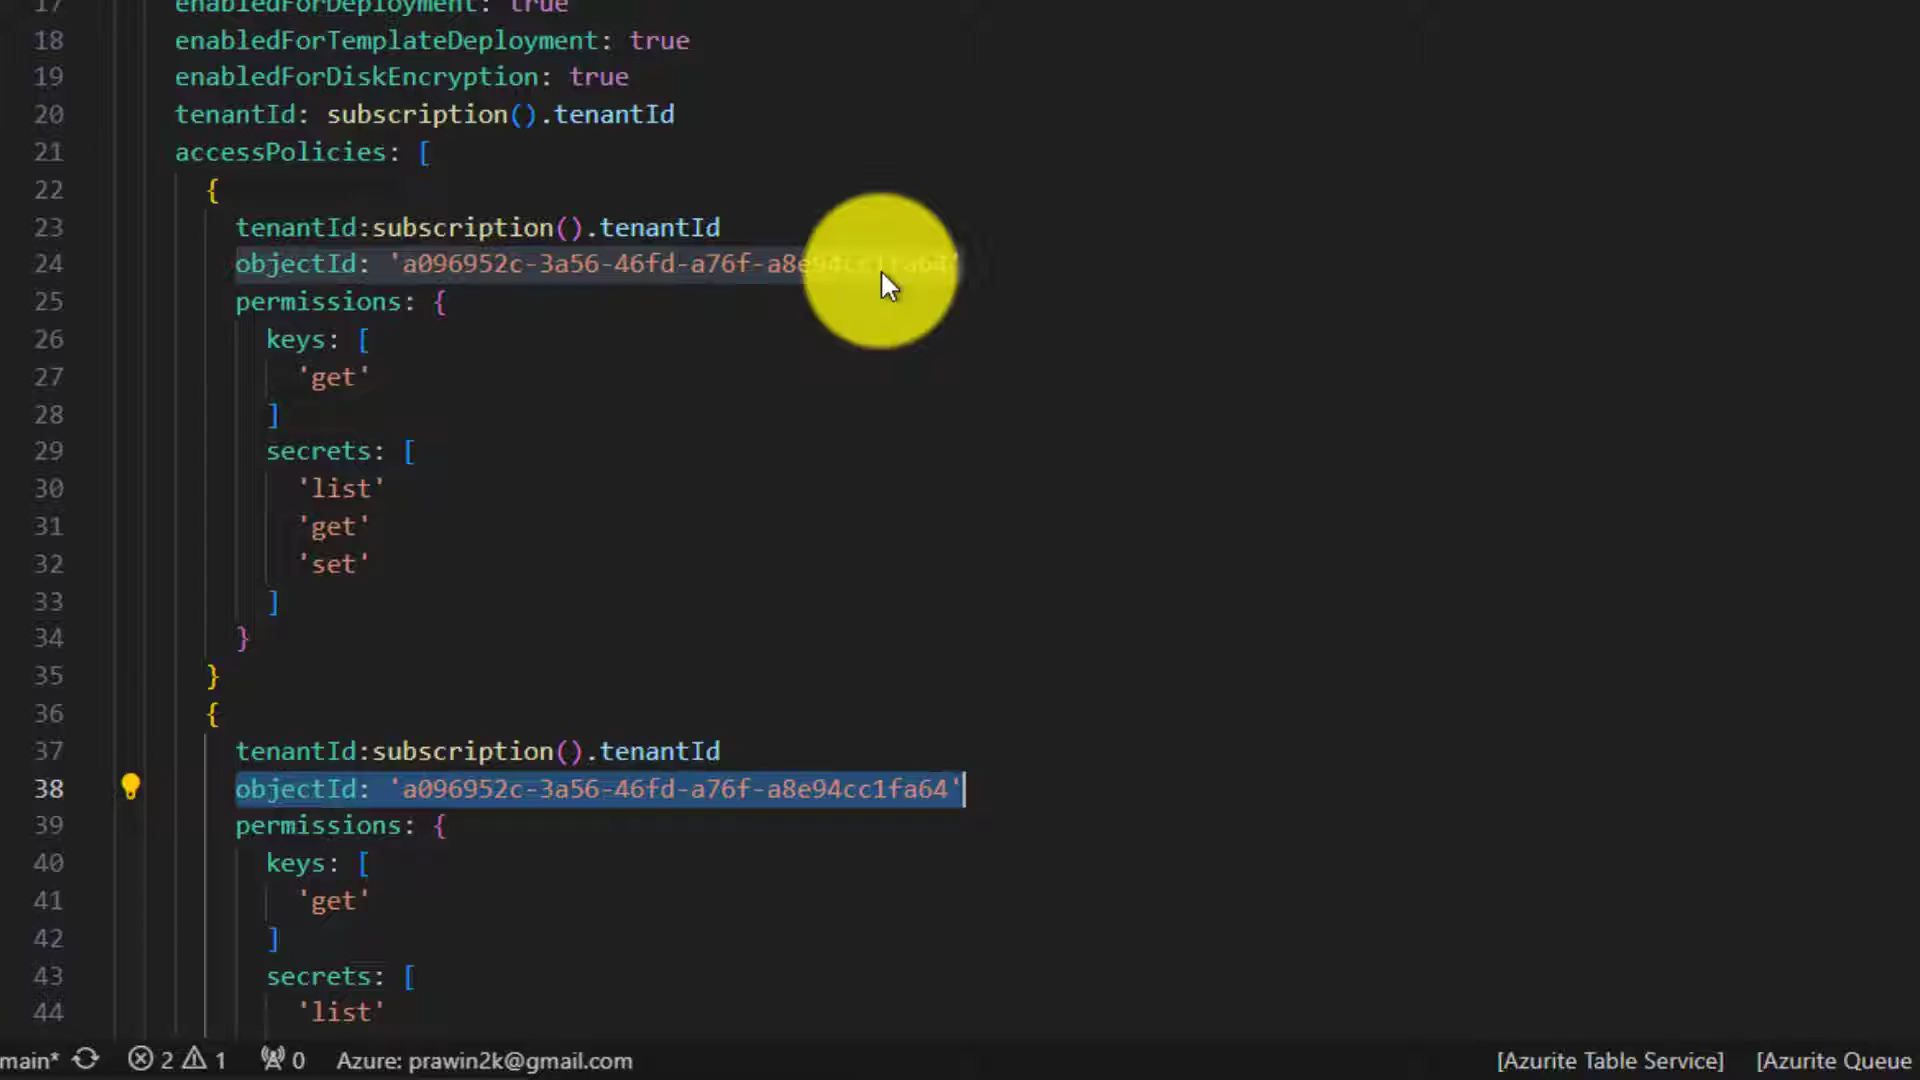 17 enabledForDeployment: true
18 enabledForTemplateDeployment: true
19 enabledForDiskEncryption: true
20 tenantId: subscription().tenantId
21 accessPolicies: [
22 {
23 tenantId:subscription().tenantId
24 objectId: 'a096952c-3a56-46fd-a76f-a8e94cc1fa64'
25 permissions: {
26 keys: [
27 'get'
28 ]
29 secrets: [
30 'list'
31 'get'
32 'set'
33 ]
34 }
35 }
36 {
37 tenantId:subscription().tenantId
38 objectId: 'a096952c-3a56-46fd-a76f-a8e94cc1fa64'
39 permissions: {
40 keys: [
41 'get'
42 ]
43 secrets: [
44 'list'
main* 2 1 0 Azure: prawin2k@gmail.com [Azurite Table Service] [Azurite Queue